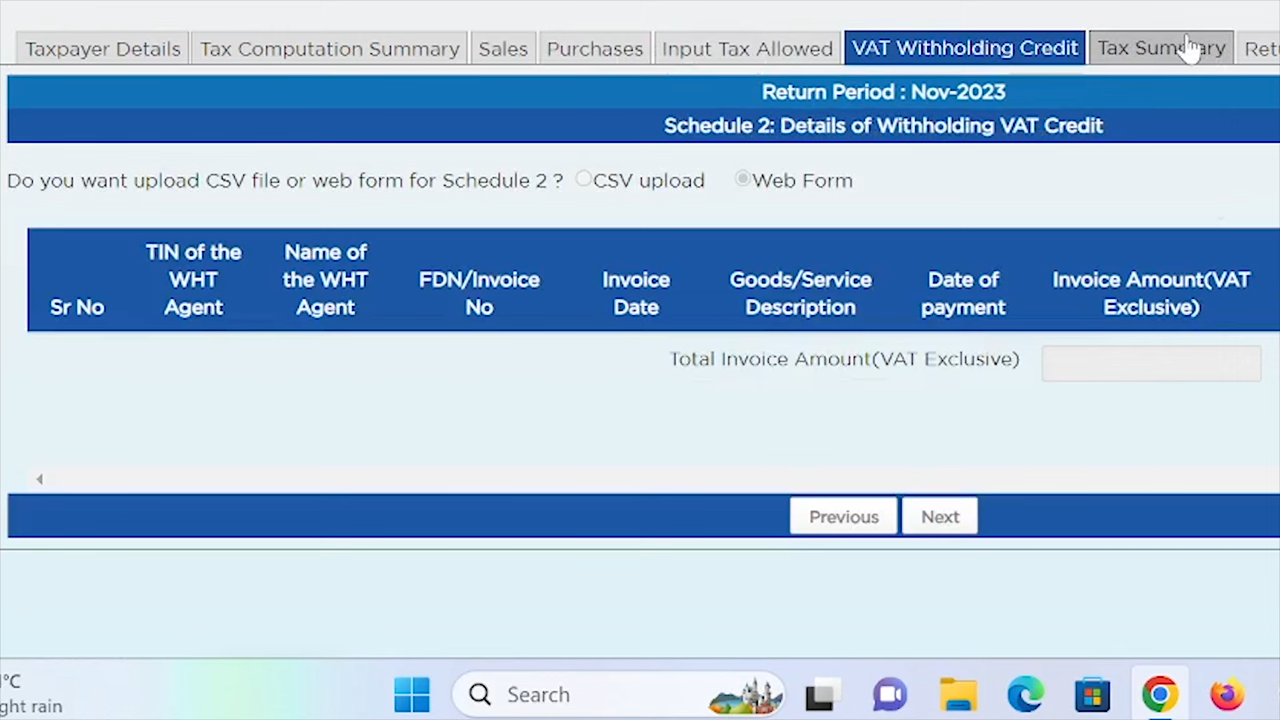 Taxpayer Details Tax Computation Summary Sales Purchases Input Tax Allowed VAT Withholding Credit Tax Summary
Return Period : Nov-2023
Schedule 2: Details of Withholding VAT Credit
Do you want upload CSV file or web form for Schedule 2 ? CSV upload Web Form
Sr No
TIN of the
WHT
Agent
Name of
the WHT
Agent
FDN/Invoice
No
Invoice
Date
Goods/Service
Description
Date of
payment
Invoice Amount(VAT
Exclusive)
Total Invoice Amount(VAT Exclusive)
Previous Next
°C
ght rain
Search